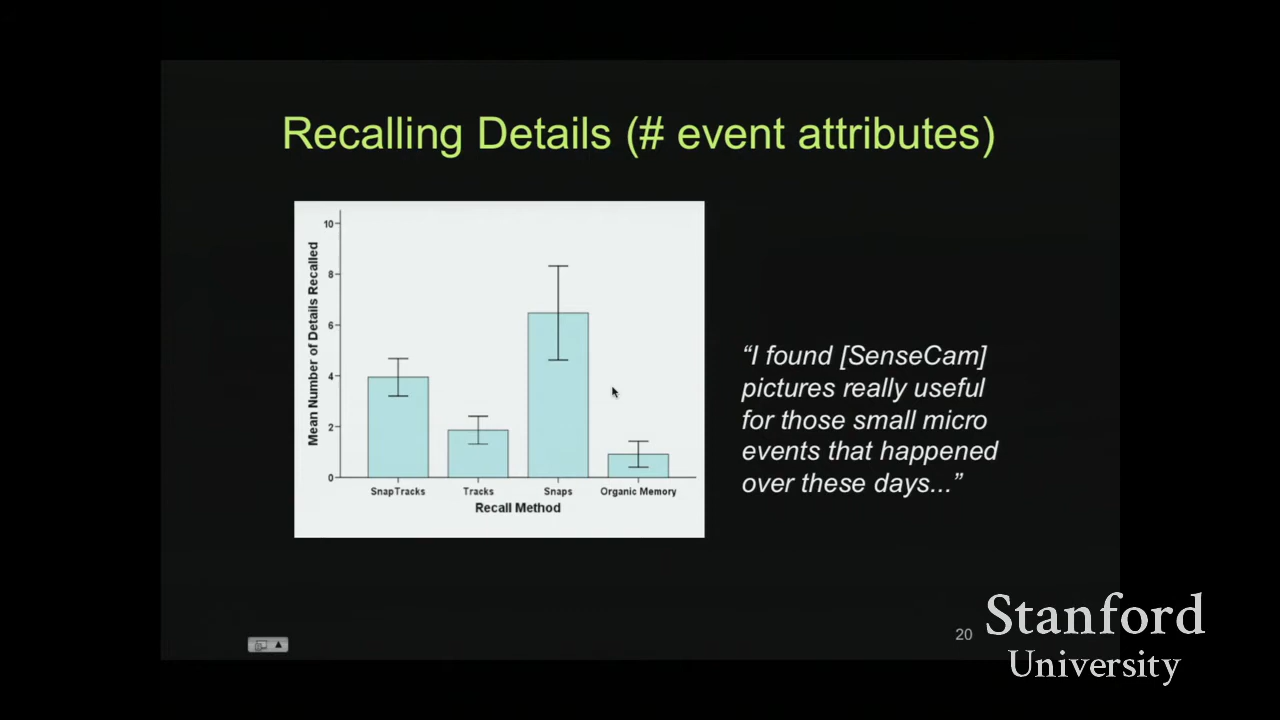 Recalling Details (# event attributes)
Mean Number of Details Recalled
10
8
6
4
2
0
SnapTracks Tracks Snaps Organic Memory
Recall Method
“I found [SenseCam]
pictures really useful
for those small micro
events that happened
over these days...”
20
Stanford
University